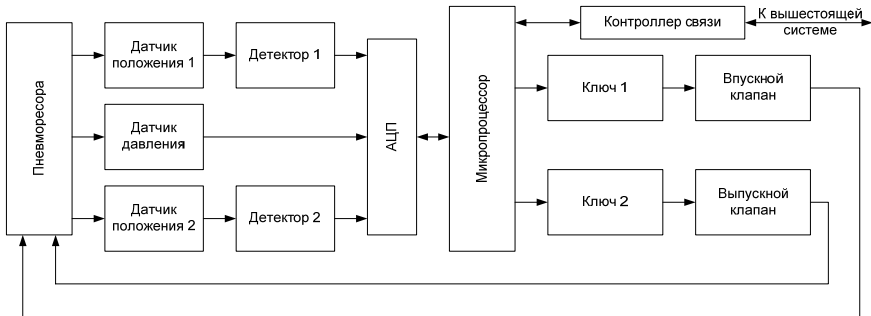 Пневморесора
Датчик
положения 1
Детектор 1
Датчик
давления
Датчик
положения 2
Детектор 2
АЦП
Микропроцессор
Контроллер связи
К вышестоящей
системе
Ключ 1
Впускной
клапан
Ключ 2
Выпускной
клапан